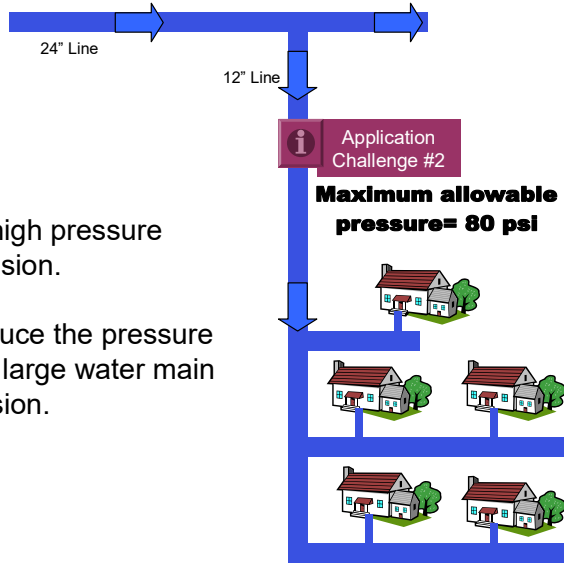 24” Line
12” Line
i
Application
Challenge #2
Maximum allowable
pressure= 80 psi
high pressure
sion.
uce the pressure
large water main
sion.